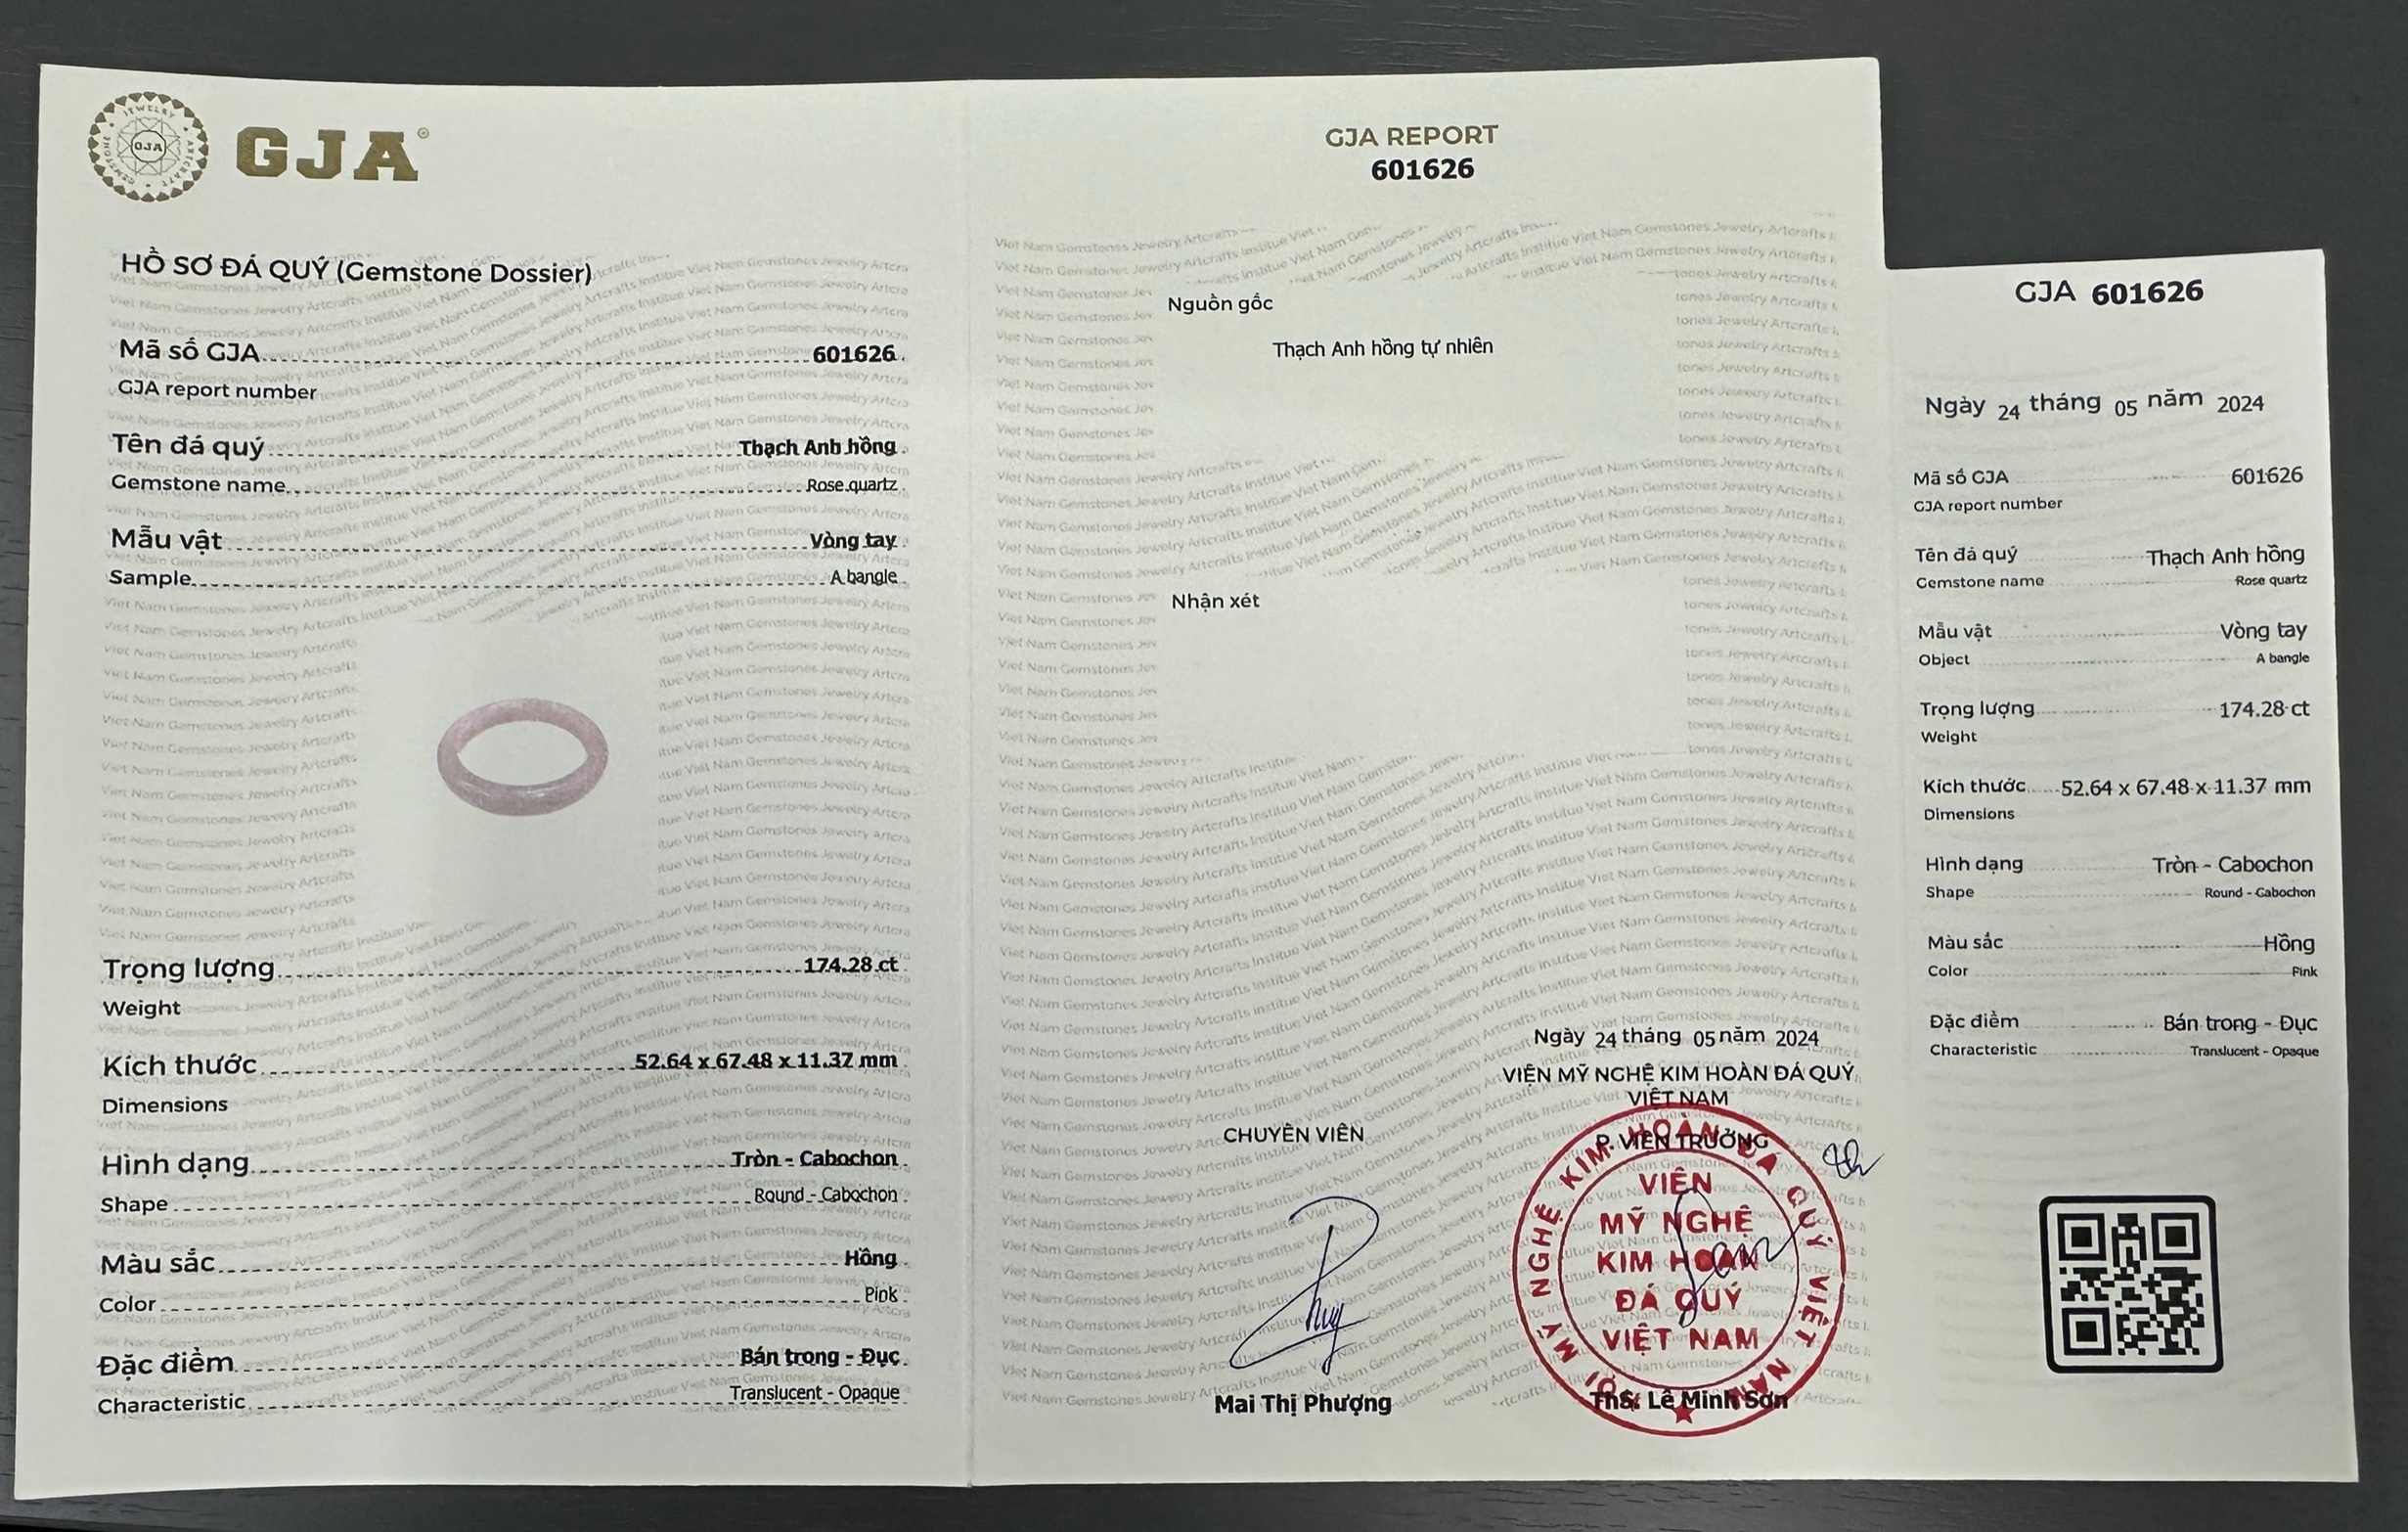 GJA
HỒ SƠ ĐÁ QUÝ (Gemstone Dossier)
Mã số GJA 601626
GJA report number
Tên đá quý Thạch Anh hồng
Gemstone name Rose quartz
Mẫu vật Vòng tay
Sample A bangle
Trọng lượng 174.28 ct
Weight
Kích thước 52.64 x 67.48 x 11.37 mm
Dimensions
Hình dạng Tròn - Cabochon
Shape Round - Cabochon
Màu sắc Hồng
Color Pink
Đặc điểm Bán trong - Đục
Characteristic Translucent - Opaque
GJA REPORT
601626
Nguồn gốc
Thạch Anh hồng tự nhiên
Nhận xét
Ngày 24 tháng 05 năm 2024
VIỆN MỸ NGHỆ KIM HOÀN ĐÁ QUÝ
VIỆT NAM
CHUYÊN VIÊN
P. VIỆN TRƯỞNG
VIỆN
MỸ NGHỆ
KIM HOÀN
ĐÁ QUÝ
VIỆT NAM
Mai Thị Phượng
ThS. Lê Minh Sơn
GJA 601626
Ngày 24 tháng 05 năm 2024
Mã số GJA 601626
GJA report number
Tên đá quý Thạch Anh hồng
Gemstone name Rose quartz
Mẫu vật Vòng tay
Object A bangle
Trọng lượng 174.28 ct
Weight
Kích thước 52.64 x 67.48 x 11.37 mm
Dimensions
Hình dạng Tròn - Cabochon
Shape Round - Cabochon
Màu sắc Hồng
Color Pink
Đặc điểm Bán trong - Đục
Characteristic Translucent - Opaque